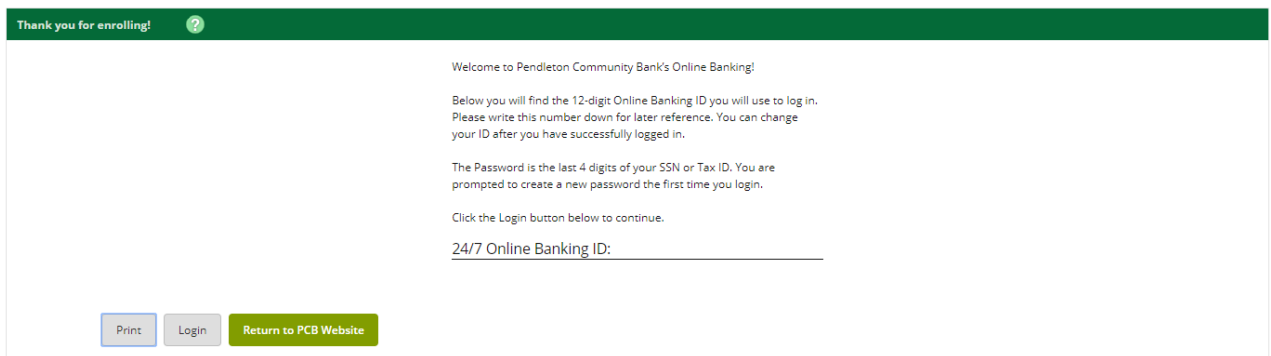 Thank you for enrolling! ?
Welcome to Pendleton Community Bank's Online Banking!
Below you will find the 12-digit Online Banking ID you will use to log in.
Please write this number down for later reference. You can change
your ID after you have successfully logged in.
The Password is the last 4 digits of your SSN or Tax ID. You are
prompted to create a new password the first time you login.
Click the Login button below to continue.
24/7 Online Banking ID:
Print Login Return to PCB Website